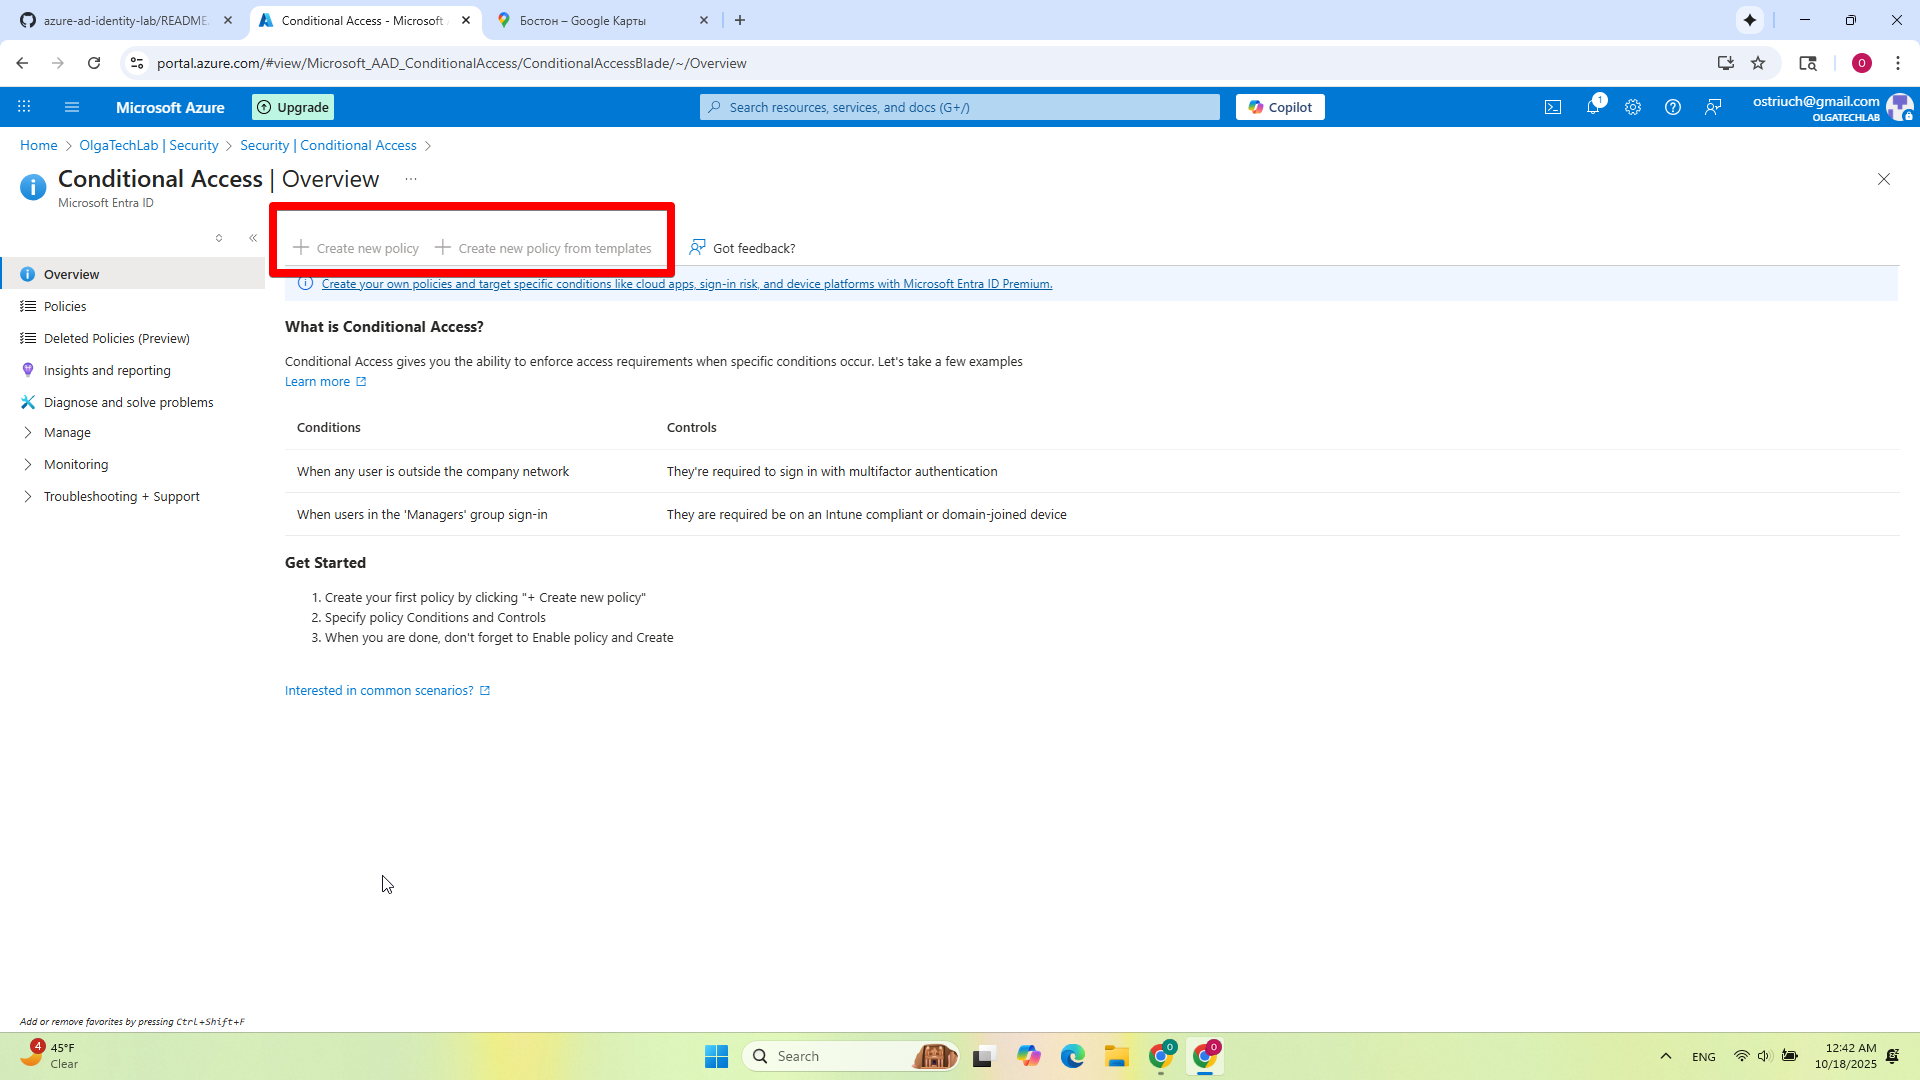 azure-ad-identity-lab/README
Conditional Access - Microsoft
Бостон – Google Карты
portal.azure.com/#view/Microsoft_AAD_ConditionalAccess/ConditionalAccessBlade/~/Overview
O
Microsoft Azure
Upgrade
Search resources, services, and docs (G+/)
Copilot
1
ostriuch@gmail.com
OLGATECHLAB
Home > OlgaTechLab | Security > Security | Conditional Access >
Conditional Access | Overview ...
Microsoft Entra ID
Create new policy
Create new policy from templates
Got feedback?
Create your own policies and target specific conditions like cloud apps, sign-in risk, and device platforms with Microsoft Entra ID Premium.
Overview
Policies
Deleted Policies (Preview)
Insights and reporting
Diagnose and solve problems
Manage
Monitoring
Troubleshooting + Support
What is Conditional Access?
Conditional Access gives you the ability to enforce access requirements when specific conditions occur. Let's take a few examples
Learn more
Conditions Controls
When any user is outside the company network They're required to sign in with multifactor authentication
When users in the 'Managers' group sign-in They are required be on an Intune compliant or domain-joined device
Get Started
1. Create your first policy by clicking "+ Create new policy"
2. Specify policy Conditions and Controls
3. When you are done, don't forget to Enable policy and Create
Interested in common scenarios?
Add or remove favorites by pressing Ctrl+Shift+F
4
45°F
Clear
Search
0
0
ENG
12:42 AM
10/18/2025